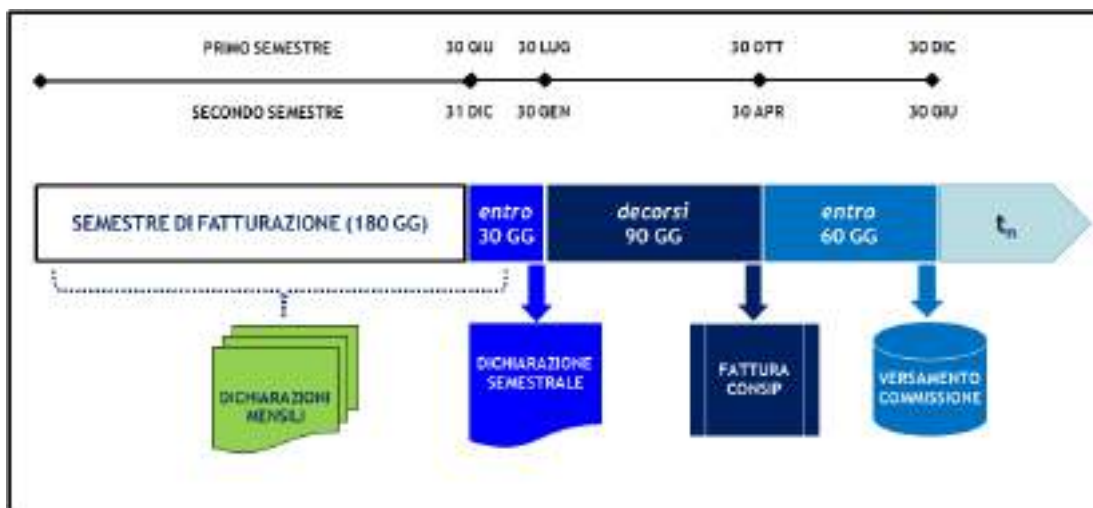 PRIMO SEMESTRE 30 GIU 30 LUG 30 OTT 30 DIC
SECONDO SEMESTRE 31 DIC 30 GEN 30 APR 30 GIU
SEMESTRE DI FATTURAZIONE (180 GG)
entro
30 GG
decorsi
90 GG
entro
60 GG
tn
DICHIARAZIONI
MENSILI
DICHIARAZIONE
SEMESTRALE
FATTURA
CONSIP
VERSAMENTO
COMMISSIONE